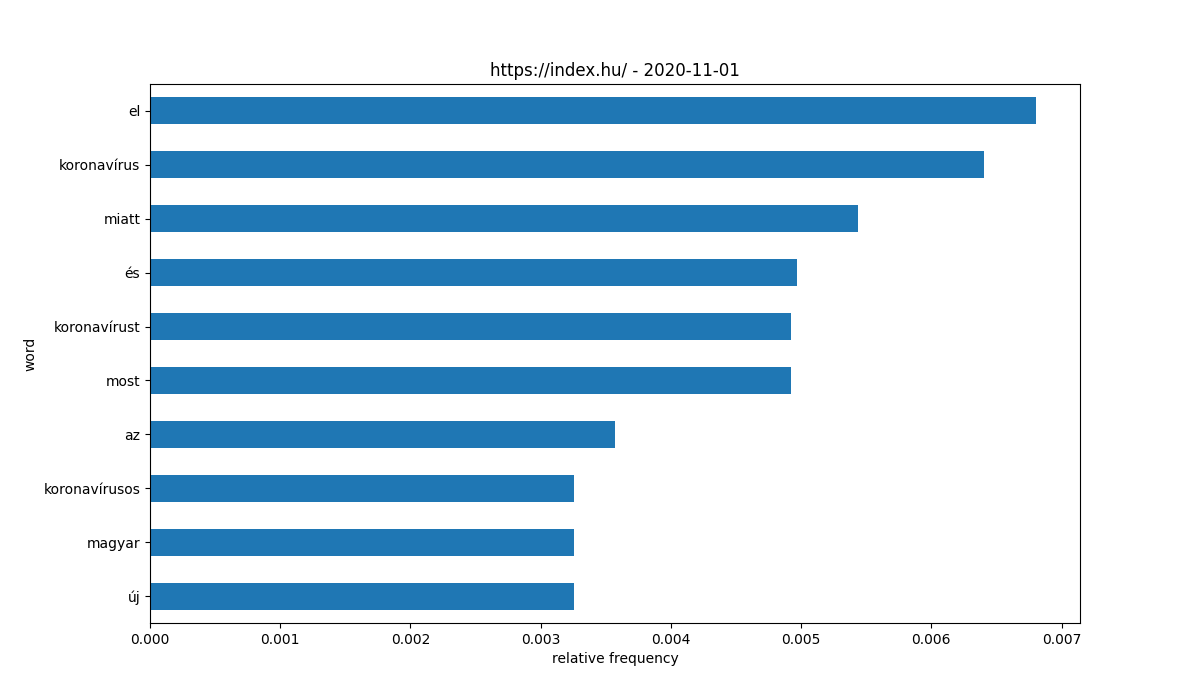 https://index.hu/ - 2020-11-01
el
koronavírus
miatt
és
koronavírust
most
az
koronavírusos
magyar
új
word
0.000 0.001 0.002 0.003 0.004 0.005 0.006 0.007
relative frequency